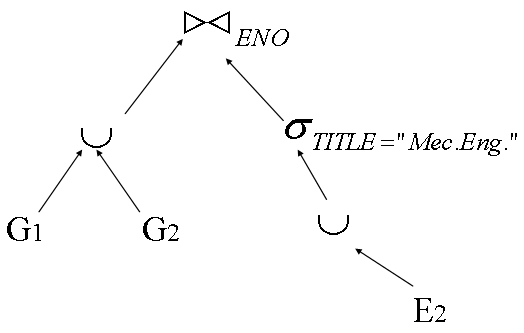 ⋈ENO
∪
σTITLE="Mec.Eng."
G1
G2
∪
E2